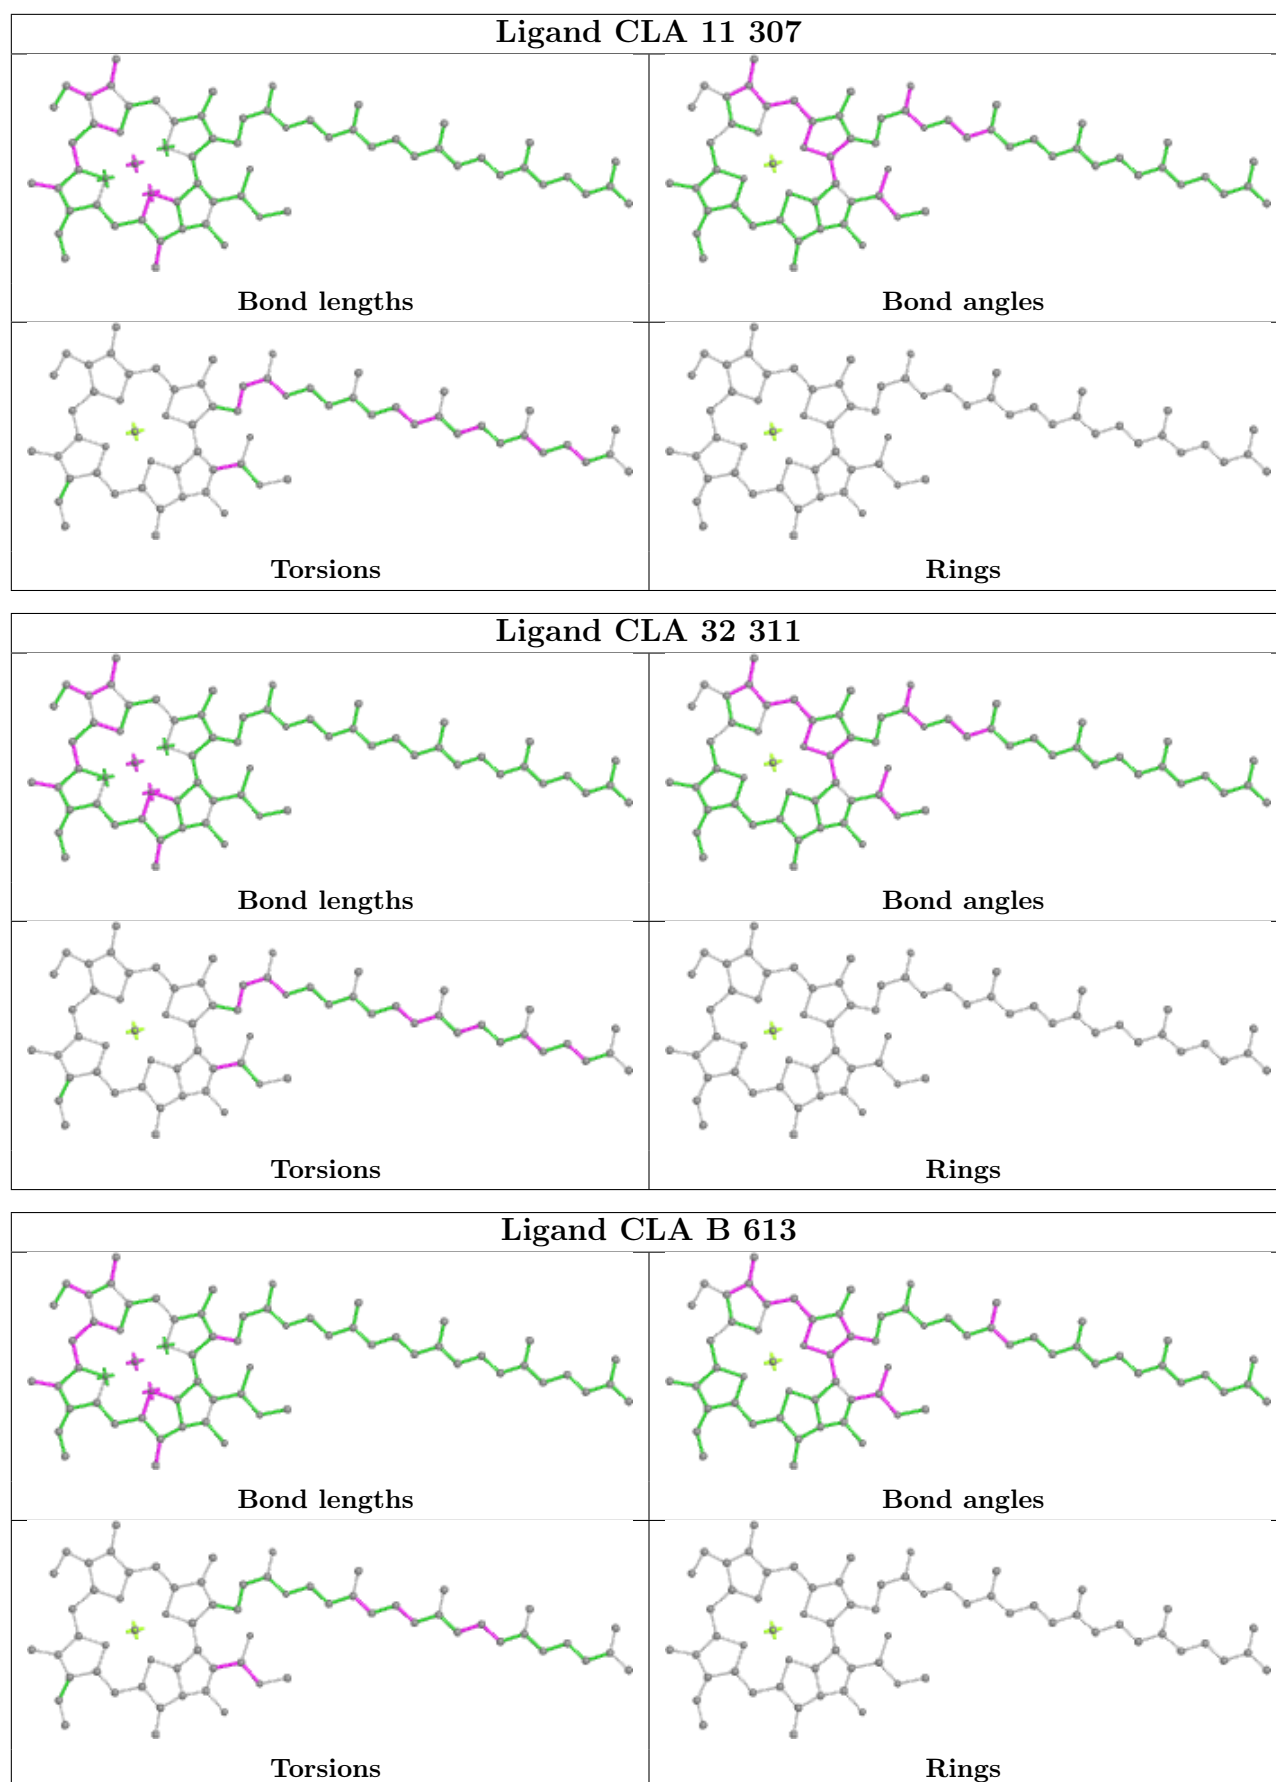 Ligand CLA 11 307
Bond lengths
Bond angles
Torsions
Rings
Ligand CLA 32 311
Bond lengths
Bond angles
Torsions
Rings
Ligand CLA B 613
Bond lengths
Bond angles
Torsions
Rings